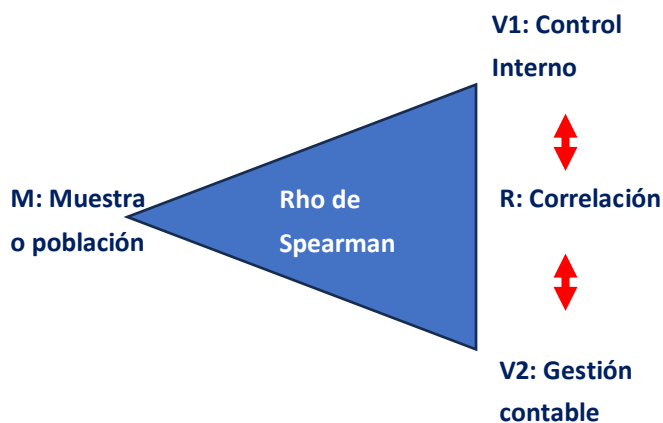 V1: Control
Interno
M: Muestra
o población
Rho de
Spearman
R: Correlación
V2: Gestión
contable